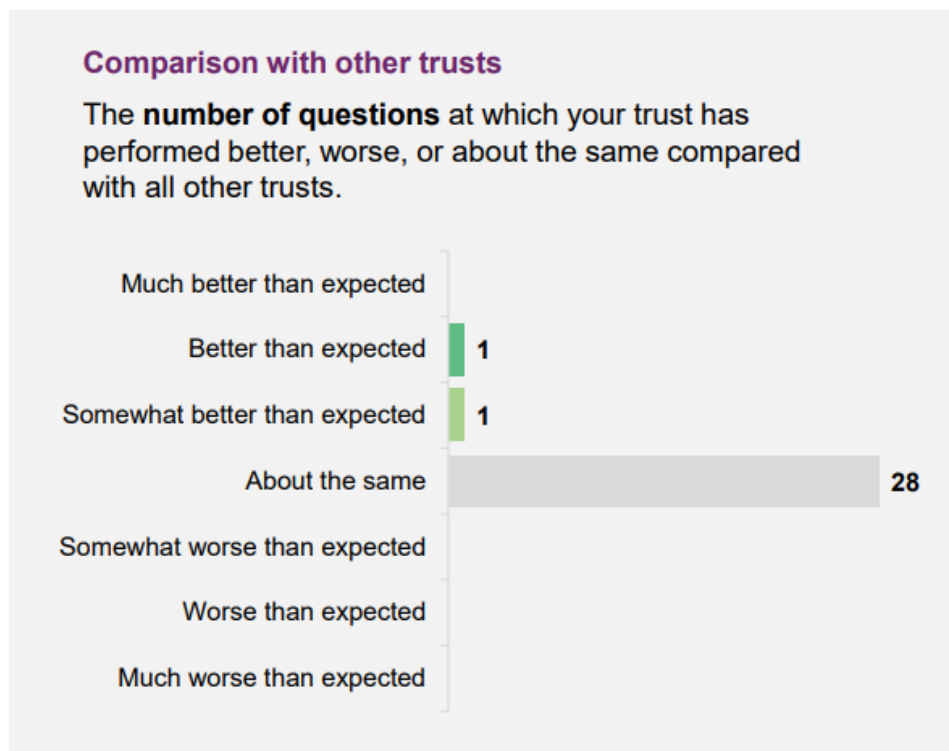 Comparison with other trusts
The number of questions at which your trust has
performed better, worse, or about the same compared
with all other trusts.
Much better than expected
Better than expected 1
Somewhat better than expected 1
About the same 28
Somewhat worse than expected
Worse than expected
Much worse than expected